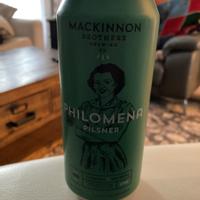 MACKINNON
BROTHERS
BREWING
CO
PHILOMENA
PILSNER